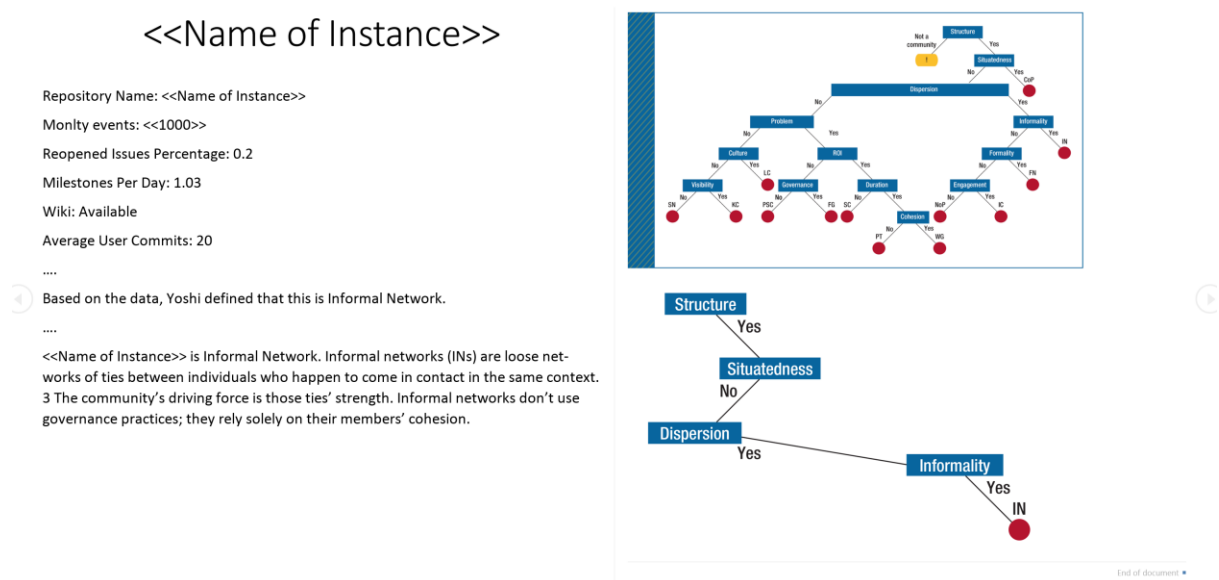 <<Name of Instance>>
Repository Name: <<Name of Instance>>
Monlty events: <<1000>>
Reopened Issues Percentage: 0.2
Milestones Per Day: 1.03
Wiki: Available
Average User Commits: 20
....
Based on the data, Yoshi defined that this is Informal Network.
....
<<Name of Instance>> is Informal Network. Informal networks (INs) are loose net-
works of ties between individuals who happen to come in contact in the same context.
3 The community's driving force is those ties' strength. Informal networks don't use
governance practices; they rely solely on their members' cohesion.
Structure
Not a
community
Yes
!
Situatedness
No
Yes
CoP
Dispersion
No
Yes
Problem
Informality
No
Yes
No
Yes
IN
Culture
ROI
Formality
No
Yes
No
Yes
No
Yes
LC
FN
Visibility
Governance
Duration
Engagement
No
Yes
No
Yes
No
Yes
No
Yes
SN
KC
PSC
FG
SC
NoP
IC
Cohesion
No
Yes
PT
WG
Structure
Yes
Situatedness
No
Dispersion
Yes
Informality
Yes
IN
End of document